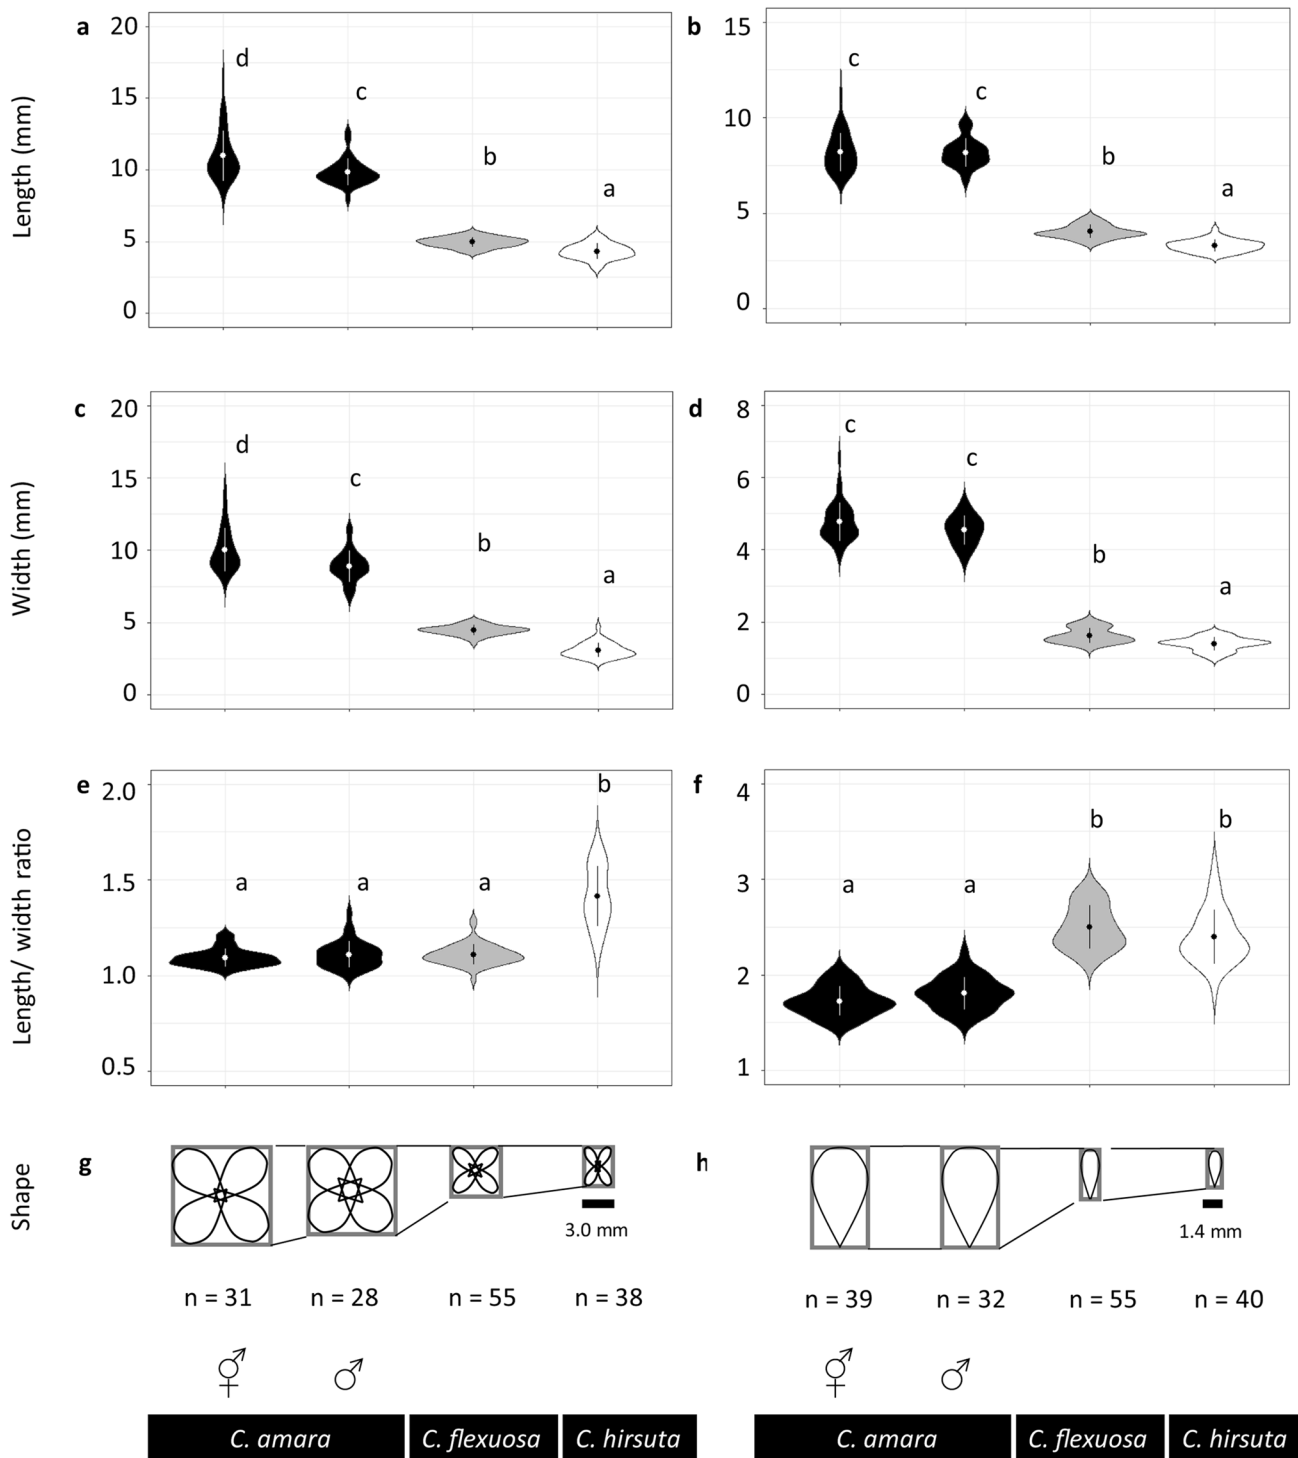 a
20
15
10
5
0
Length (mm)
d
c
b
a
b
15
10
5
0
c
c
b
a
c
20
15
10
5
0
Width (mm)
d
c
b
a
d
8
6
4
2
0
c
c
b
a
e
2.0
1.5
1.0
0.5
Length/ width ratio
a
a
a
b
f
4
3
2
1
a
a
b
b
Shape
g
3.0 mm
h
1.4 mm
n = 31
n = 28
n = 55
n = 38
n = 39
n = 32
n = 55
n = 40
⚥
♂
⚥
♂
C. amara
C. flexuosa
C. hirsuta
C. amara
C. flexuosa
C. hirsuta